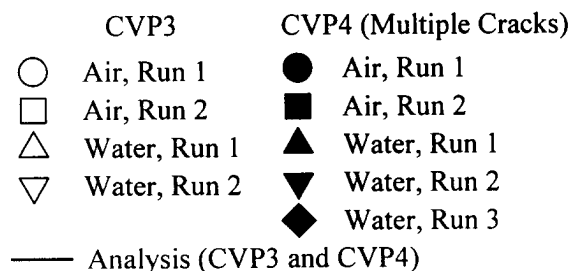 CVP3 CVP4 (Multiple Cracks)
Air, Run 1 Air, Run 1
Air, Run 2 Air, Run 2
Water, Run 1 Water, Run 1
Water, Run 2 Water, Run 2
Water, Run 3
Analysis (CVP3 and CVP4)